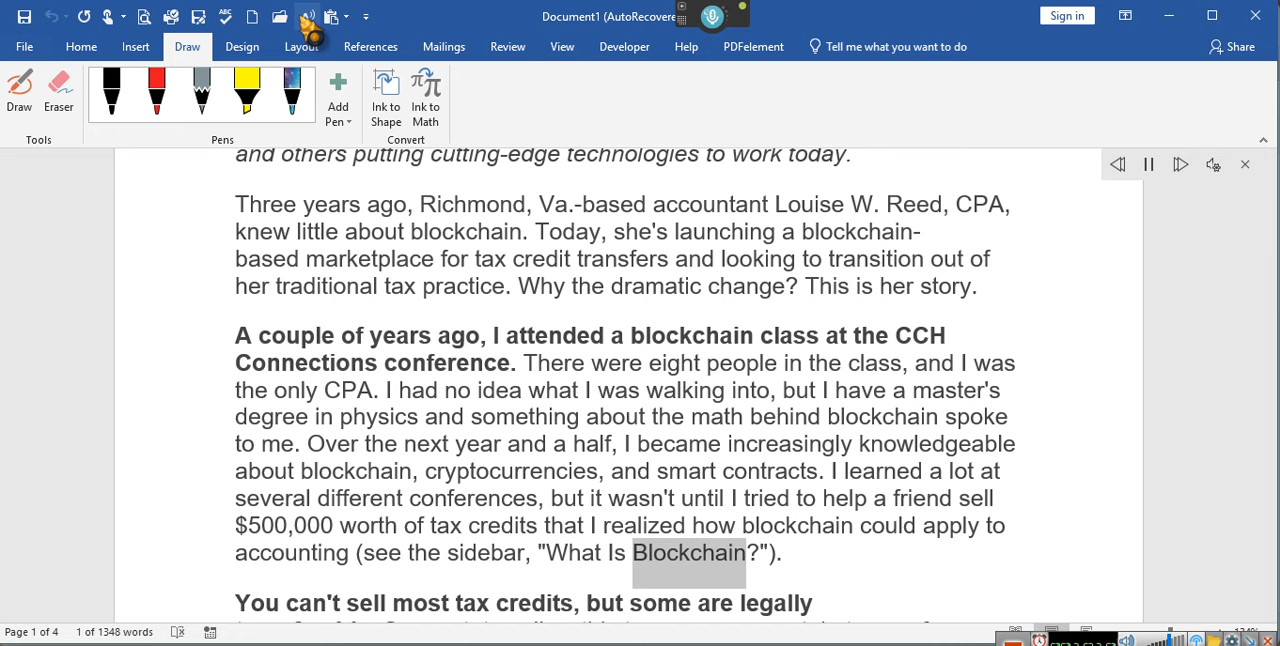 Document1 (AutoRecovere
Sign in
File Home Insert Draw Design Layout References Mailings Review View Developer Help PDFelement Tell me what you want to do Share
Draw Eraser Add Pen Ink to Shape Ink to Math
Tools Pens Convert
and others putting cutting-edge technologies to work today.
Three years ago, Richmond, Va.-based accountant Louise W. Reed, CPA,
knew little about blockchain. Today, she's launching a blockchain-
based marketplace for tax credit transfers and looking to transition out of
her traditional tax practice. Why the dramatic change? This is her story.
A couple of years ago, I attended a blockchain class at the CCH
Connections conference. There were eight people in the class, and I was
the only CPA. I had no idea what I was walking into, but I have a master's
degree in physics and something about the math behind blockchain spoke
to me. Over the next year and a half, I became increasingly knowledgeable
about blockchain, cryptocurrencies, and smart contracts. I learned a lot at
several different conferences, but it wasn't until I tried to help a friend sell
$500,000 worth of tax credits that I realized how blockchain could apply to
accounting (see the sidebar, "What Is Blockchain?").
You can't sell most tax credits, but some are legally
Page 1 of 4 1 of 1348 words